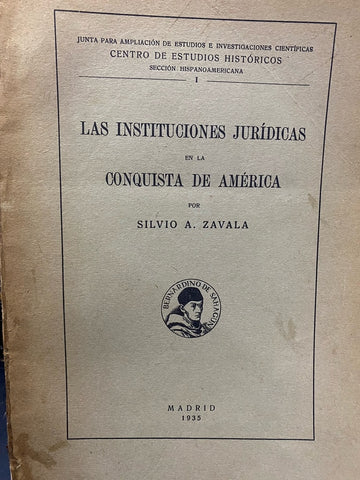 JUNTA PARA AMPLIACIÓN DE ESTUDIOS E INVESTIGACIONES CIENTÍFICAS
CENTRO DE ESTUDIOS HISTÓRICOS
SECCIÓN HISPANOAMERICANA
I
LAS INSTITUCIONES JURÍDICAS
EN LA
CONQUISTA DE AMÉRICA
POR
SILVIO A. ZAVALA
BERNARDINO DE SAHAGUN
MADRID
1935